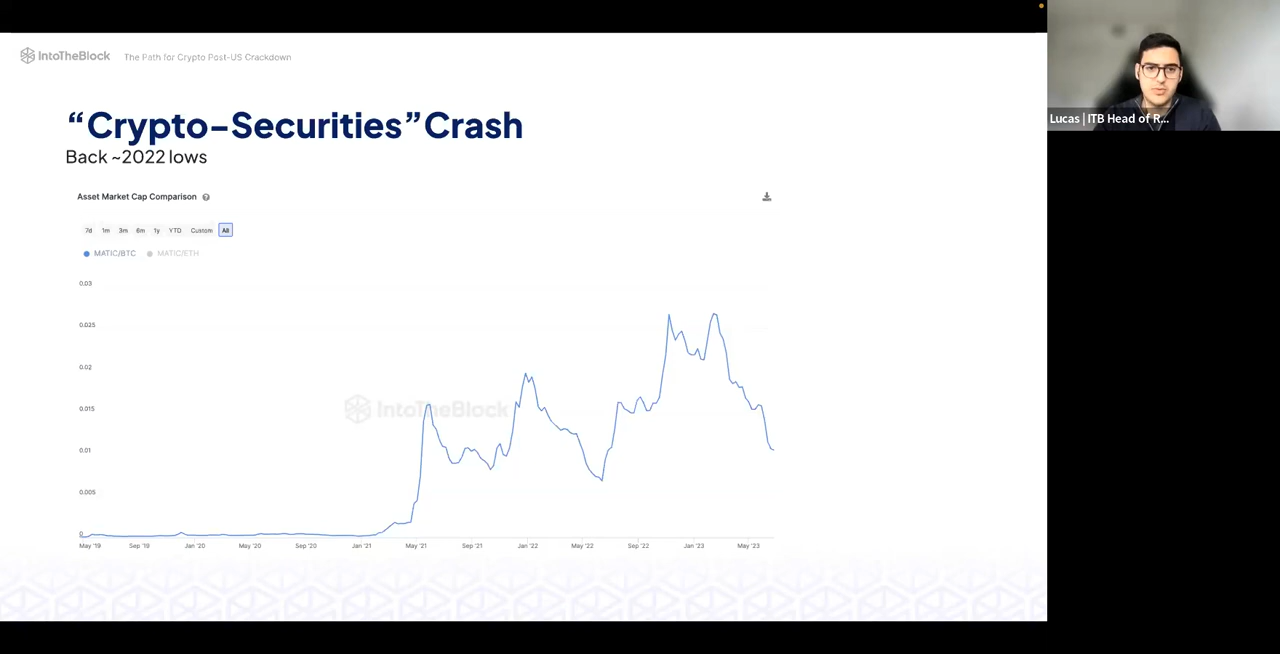 IntoTheBlock The Path for Crypto Post-US Crackdown
“Crypto-Securities”Crash
Back ~2022 lows
Asset Market Cap Comparison ?
7d 1m 3m 6m 1y YTD Custom All
MATIC/BTC MATIC/ETH
0.03
0.025
0.02
0.015
0.01
0.005
0
IntoTheBlock
May '19 Sep '19 Jan '20 May '20 Sep '20 Jan '21 May '21 Sep '21 Jan '22 May '22 Sep '22 Jan '23 May '23
Lucas | ITB Head of R...